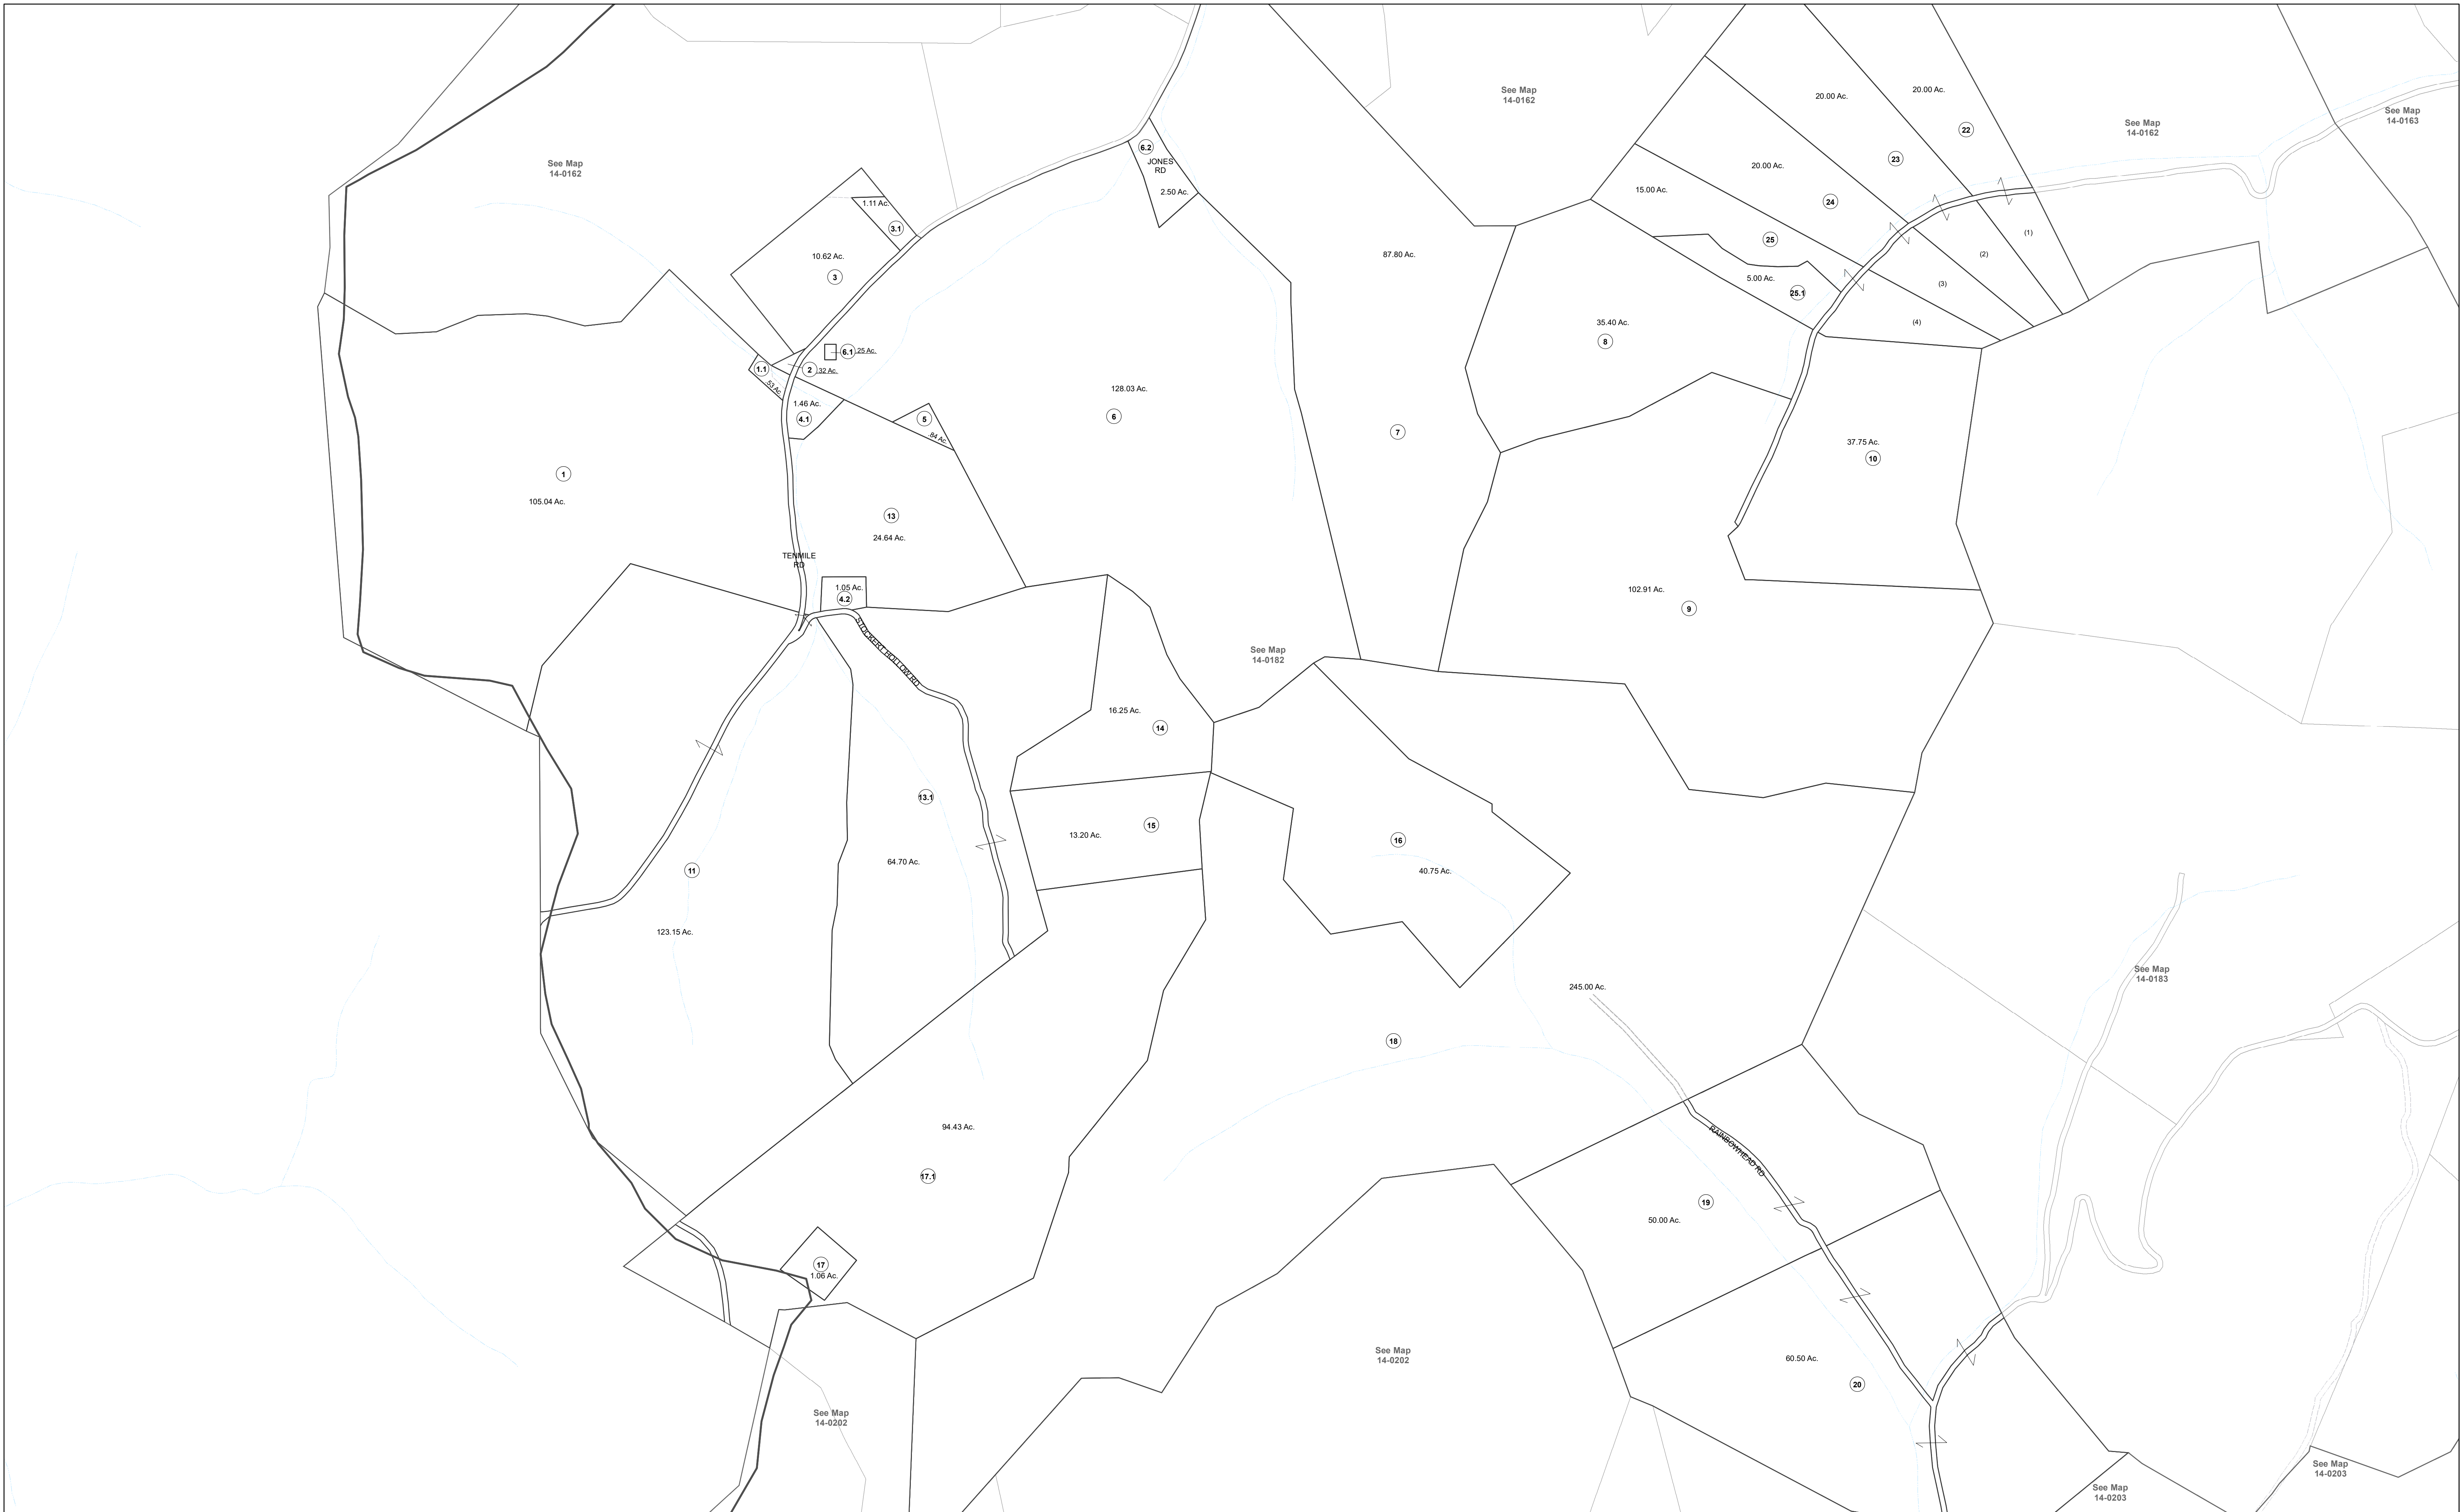 See Map
14-0162
20.00 Ac.
20.00 Ac.
22
See Map
14-0162
See Map
14-0163
6.2
JONES
RD
2.50 Ac.
23
20.00 Ac.
15.00 Ac.
24
See Map
14-0162
1.11 Ac.
3.1
10.62 Ac.
3
87.80 Ac.
25
(1)
(2)
5.00 Ac.
25.1
(3)
(4)
35.40 Ac.
8
6.1
.25 Ac.
1.1
2
.32 Ac.
.53 Ac.
1.46 Ac.
4.1
5
.84 Ac.
128.03 Ac.
6
7
37.75 Ac.
10
1
105.04 Ac.
13
24.64 Ac.
TENMILE
RD
1.05 Ac.
4.2
STOCKERT HOLLOW RD
102.91 Ac.
9
See Map
14-0182
16.25 Ac.
14
13.1
13.20 Ac.
15
16
40.75 Ac.
64.70 Ac.
11
123.15 Ac.
See Map
14-0183
245.00 Ac.
18
94.43 Ac.
17.1
RAINBOWHEAD RD
19
50.00 Ac.
17
1.06 Ac.
See Map
14-0202
60.50 Ac.
20
See Map
14-0202
See Map
14-0203
See Map
14-0203